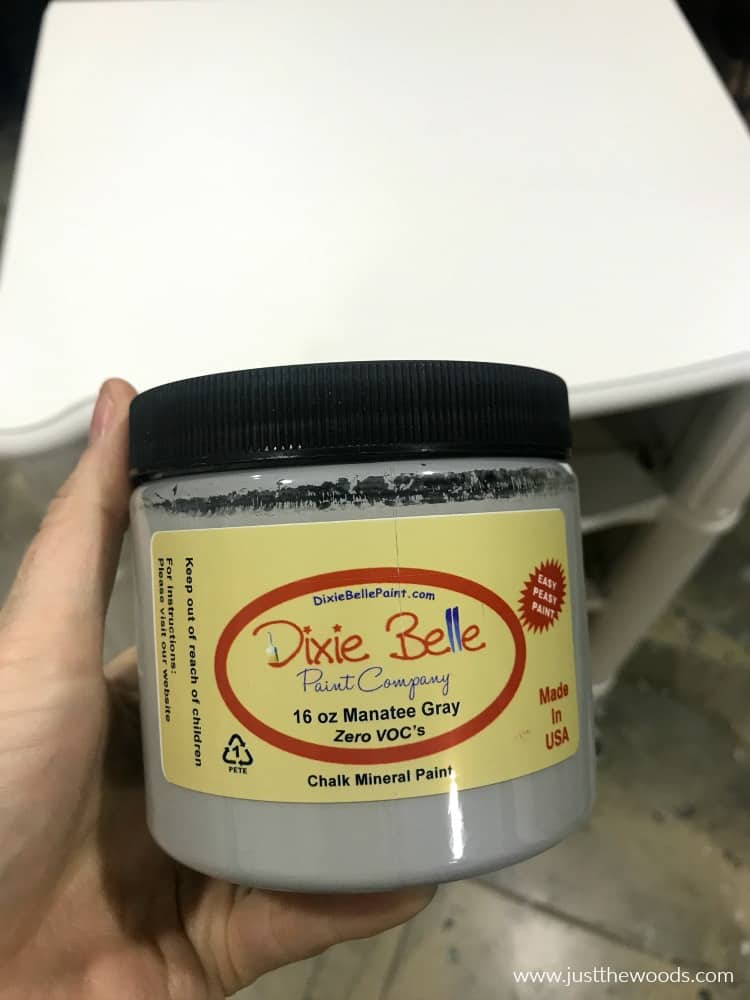 DixieBellePaint.com
Dixie Belle
Paint Company
16 oz Manatee Gray
Zero VOC's
Chalk Mineral Paint
Keep out of reach of children
For instructions:
Please visit our website
1
PETE
EASY
PEASY
PAINT
Made
In
USA
www.justthewoods.com